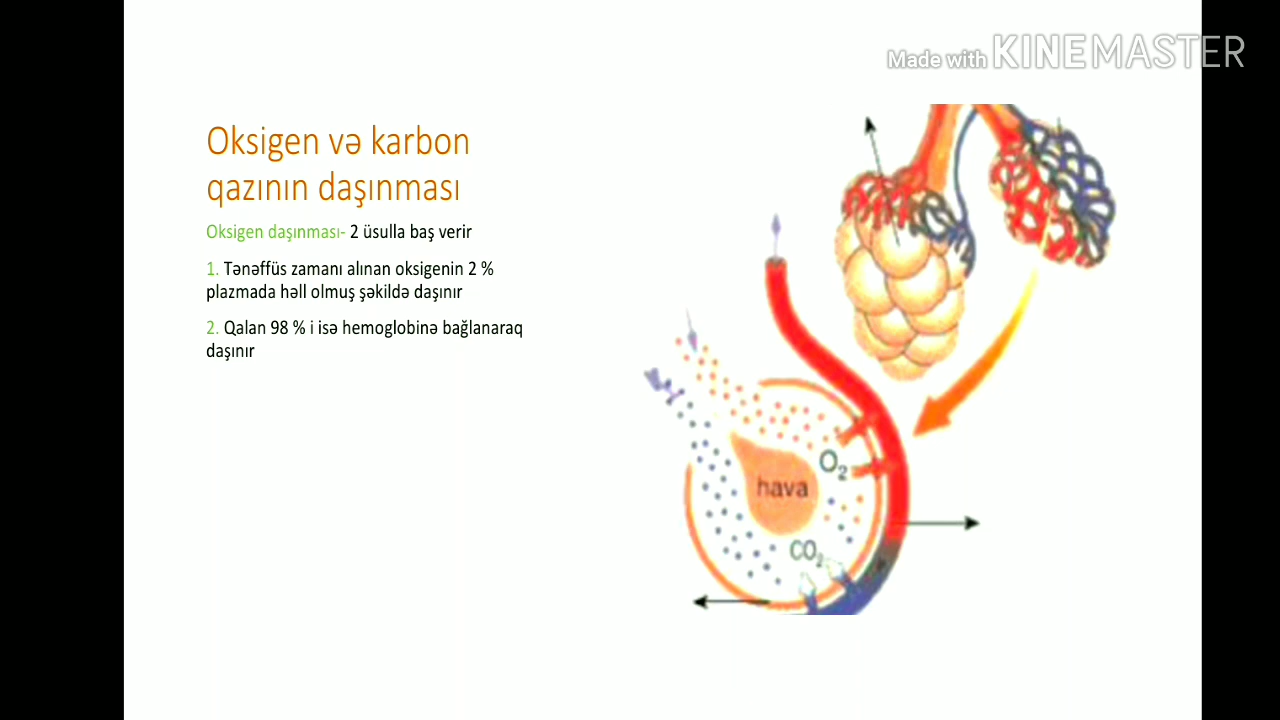 Made with KINEMASTER
Oksigen və karbon
qazının daşınması
Oksigen daşınması- 2 üsulla baş verir
1. Tənəffüs zamanı alınan oksigenin 2 %
plazmada həll olmuş şəkildə daşınır
2. Qalan 98 % i isə hemoglobinə bağlanaraq
daşınır
O₂
hava
CO₂